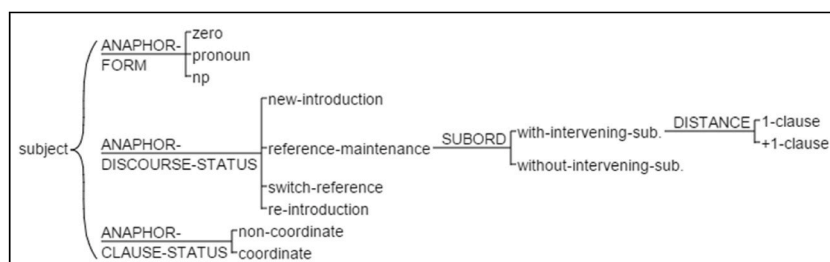 subject
ANAPHOR-
FORM
zero
pronoun
np
ANAPHOR-
DISCOURSE-STATUS
new-introduction
reference-maintenance
SUBORD
with-intervening-sub.
DISTANCE
1-clause
+1-clause
without-intervening-sub.
switch-reference
re-introduction
ANAPHOR-
CLAUSE-STATUS
non-coordinate
coordinate